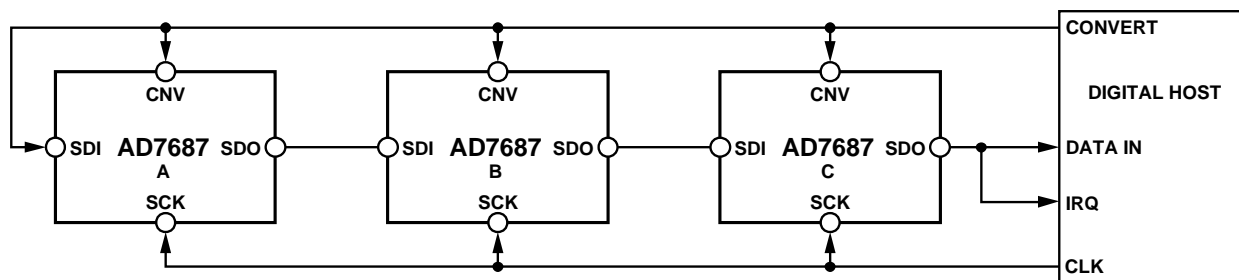 CONVERT
CNV
CNV
CNV
DIGITAL HOST
SDI AD7687 SDO
A
SDI AD7687 SDO
B
SDI AD7687 SDO
C
DATA IN
SCK
SCK
SCK
IRQ
CLK